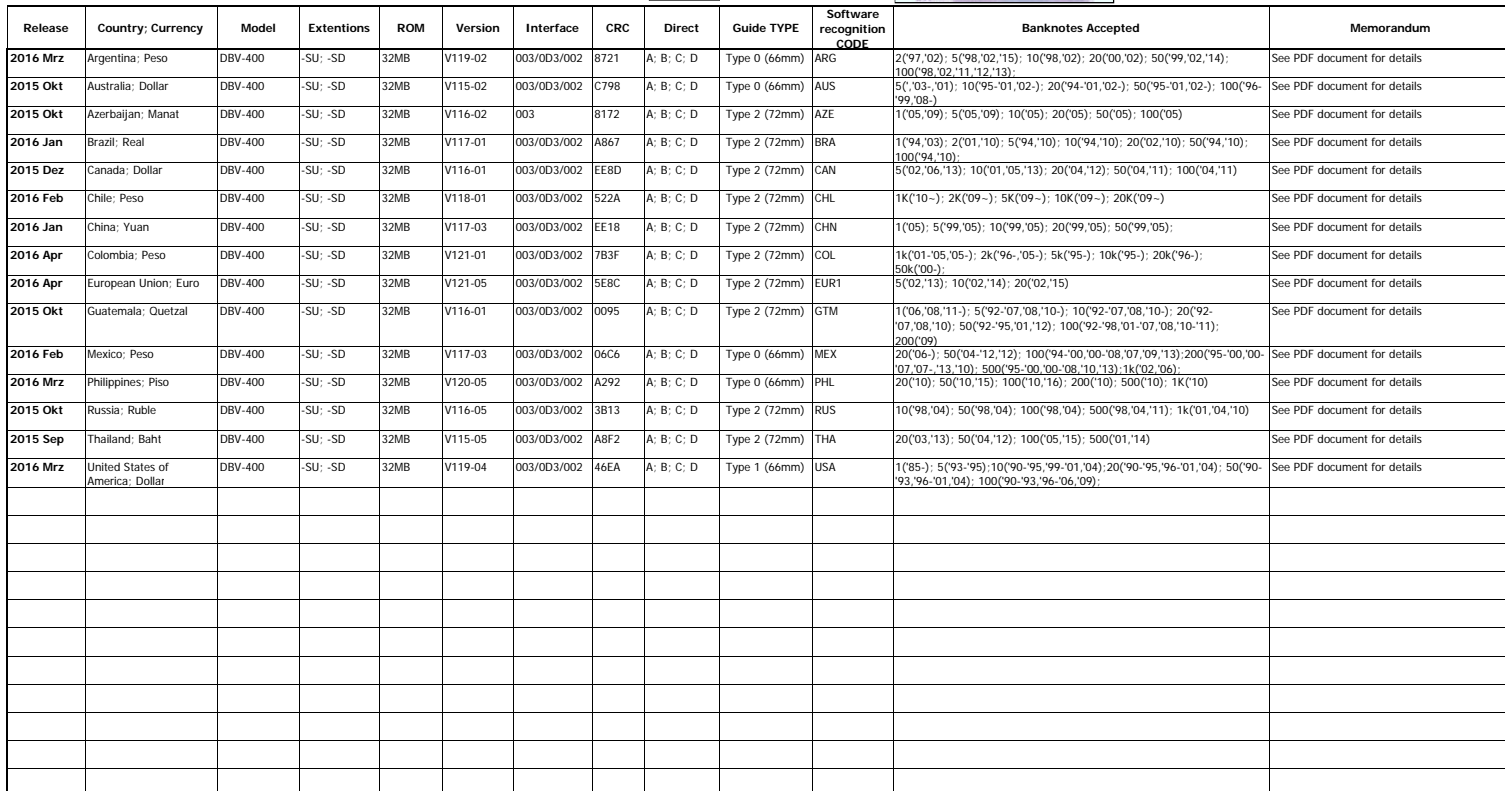 Release Country; Currency Model Extentions ROM Version Interface CRC Direct Guide TYPE Software recognition CODE Banknotes Accepted Memorandum
2016 Mrz Argentina; Peso DBV-400 -SU; -SD 32MB V119-02 003/0D3/002 8721 A; B; C; D Type 0 (66mm) ARG 2('97,'02); 5('98,'02,'15); 10('98,'02); 20('00,'02); 50('99,'02,'14); See PDF document for details
100('98,'02,'11,'12,'13);
2015 Okt Australia; Dollar DBV-400 -SU; -SD 32MB V115-02 003/0D3/002 C798 A; B; C; D Type 0 (66mm) AUS 5(,'03-,'01); 10('95-'01,'02-); 20('94-'01,'02-); 50('95-'01,'02-); 100('96- See PDF document for details
'99,'08-)
2015 Okt Azerbaijan; Manat DBV-400 -SU; -SD 32MB V116-02 003 8172 A; B; C; D Type 2 (72mm) AZE 1('05,'09); 5('05,'09); 10('05); 20('05); 50('05); 100('05) See PDF document for details
2016 Jan Brazil; Real DBV-400 -SU; -SD 32MB V117-01 003/0D3/002 A867 A; B; C; D Type 2 (72mm) BRA 1('94,'03); 2('01,'10); 5('94,'10); 10('94,'10); 20('02,'10); 50('94,'10); See PDF document for details
100('94,'10);
2015 Dez Canada; Dollar DBV-400 -SU; -SD 32MB V116-01 003/0D3/002 EE8D A; B; C; D Type 2 (72mm) CAN 5('02,'06,'13); 10('01,'05,'13); 20('04,'12); 50('04,'11); 100('04,'11) See PDF document for details
2016 Feb Chile; Peso DBV-400 -SU; -SD 32MB V118-01 003/0D3/002 522A A; B; C; D Type 2 (72mm) CHL 1K('10~); 2K('09~); 5K('09~); 10K('09~); 20K('09~) See PDF document for details
2016 Jan China; Yuan DBV-400 -SU; -SD 32MB V117-03 003/0D3/002 EE18 A; B; C; D Type 2 (72mm) CHN 1('05); 5('99,'05); 10('99,'05); 20('99,'05); 50('99,'05); See PDF document for details
2016 Apr Colombia; Peso DBV-400 -SU; -SD 32MB V121-01 003/0D3/002 7B3F A; B; C; D Type 2 (72mm) COL 1k('01-'05,'05-); 2k('96-,'05-); 5k('95-); 10k('95-); 20k('96-); See PDF document for details
50k('00-);
2016 Apr European Union; Euro DBV-400 -SU; -SD 32MB V121-05 003/0D3/002 5E8C A; B; C; D Type 2 (72mm) EUR1 5('02,'13); 10('02,'14); 20('02,'15) See PDF document for details
2015 Okt Guatemala; Quetzal DBV-400 -SU; -SD 32MB V116-01 003/0D3/002 0095 A; B; C; D Type 2 (72mm) GTM 1('06,'08,'11-); 5('92-'07,'08,'10-); 10('92-'07,'08,'10-); 20('92- See PDF document for details
'07,'08,'10); 50('92-'95,'01,'12); 100('92-'98,'01-'07,'08,'10-'11);
200('09)
2016 Feb Mexico; Peso DBV-400 -SU; -SD 32MB V117-03 003/0D3/002 06C6 A; B; C; D Type 0 (66mm) MEX 20('06-); 50('04-'12,'12); 100('94-'00,'00-'08,'07,'09,'13);200('95-'00,'00- See PDF document for details
'07,'07-,'13,'10); 500('95-'00,'00-'08,'10,'13);1k('02,'06);
2016 Mrz Philippines; Piso DBV-400 -SU; -SD 32MB V120-05 003/0D3/002 A292 A; B; C; D Type 0 (66mm) PHL 20('10); 50('10,'15); 100('10,'16); 200('10); 500('10); 1K('10) See PDF document for details
2015 Okt Russia; Ruble DBV-400 -SU; -SD 32MB V116-05 003/0D3/002 3B13 A; B; C; D Type 2 (72mm) RUS 10('98,'04); 50('98,'04); 100('98,'04); 500('98,'04,'11); 1k('01,'04,'10) See PDF document for details
2015 Sep Thailand; Baht DBV-400 -SU; -SD 32MB V115-05 003/0D3/002 A8F2 A; B; C; D Type 2 (72mm) THA 20('03,'13); 50('04,'12); 100('05,'15); 500('01,'14) See PDF document for details
2016 Mrz United States of DBV-400 -SU; -SD 32MB V119-04 003/0D3/002 46EA A; B; C; D Type 1 (66mm) USA 1('85-); 5('93-'95);10('90-'95,'99-'01,'04);20('90-'95,'96-'01,'04); 50('90- See PDF document for details
America; Dollar '93,'96-'01,'04); 100('90-'93,'96-'06,'09);